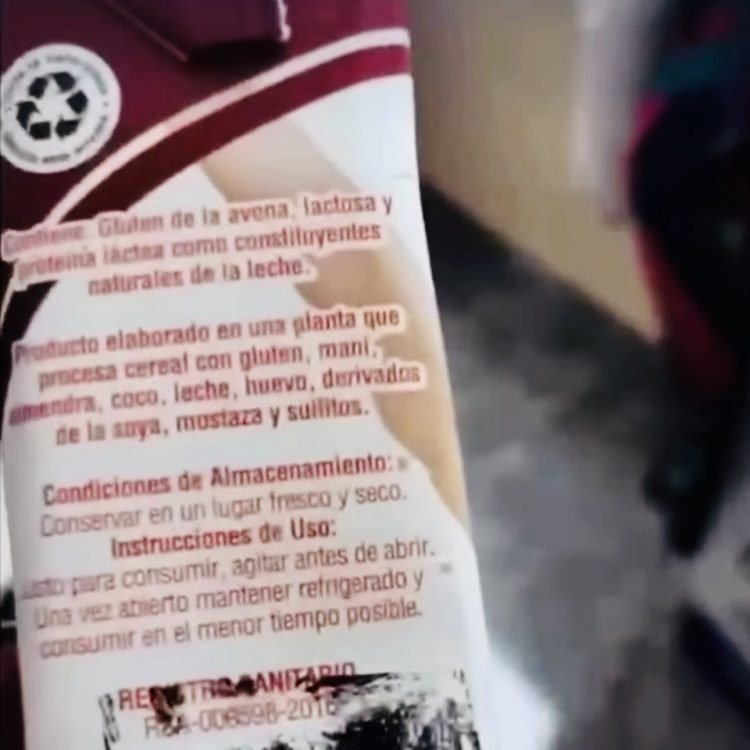 Contiene: Gluten de la avena, lactosa y
proteína láctea como constituyentes
naturales de la leche.
Producto elaborado en una planta que
procesa cereal con gluten, maní,
almendra, coco, leche, huevo, derivados
de la soya, mostaza y sulfitos.
Condiciones de Almacenamiento:
Conservar en un lugar fresco y seco.
Instrucciones de Uso:
Listo para consumir, agitar antes de abrir.
Una vez abierto mantener refrigerado y
consumir en el menor tiempo posible.
REGISTRO SANITARIO